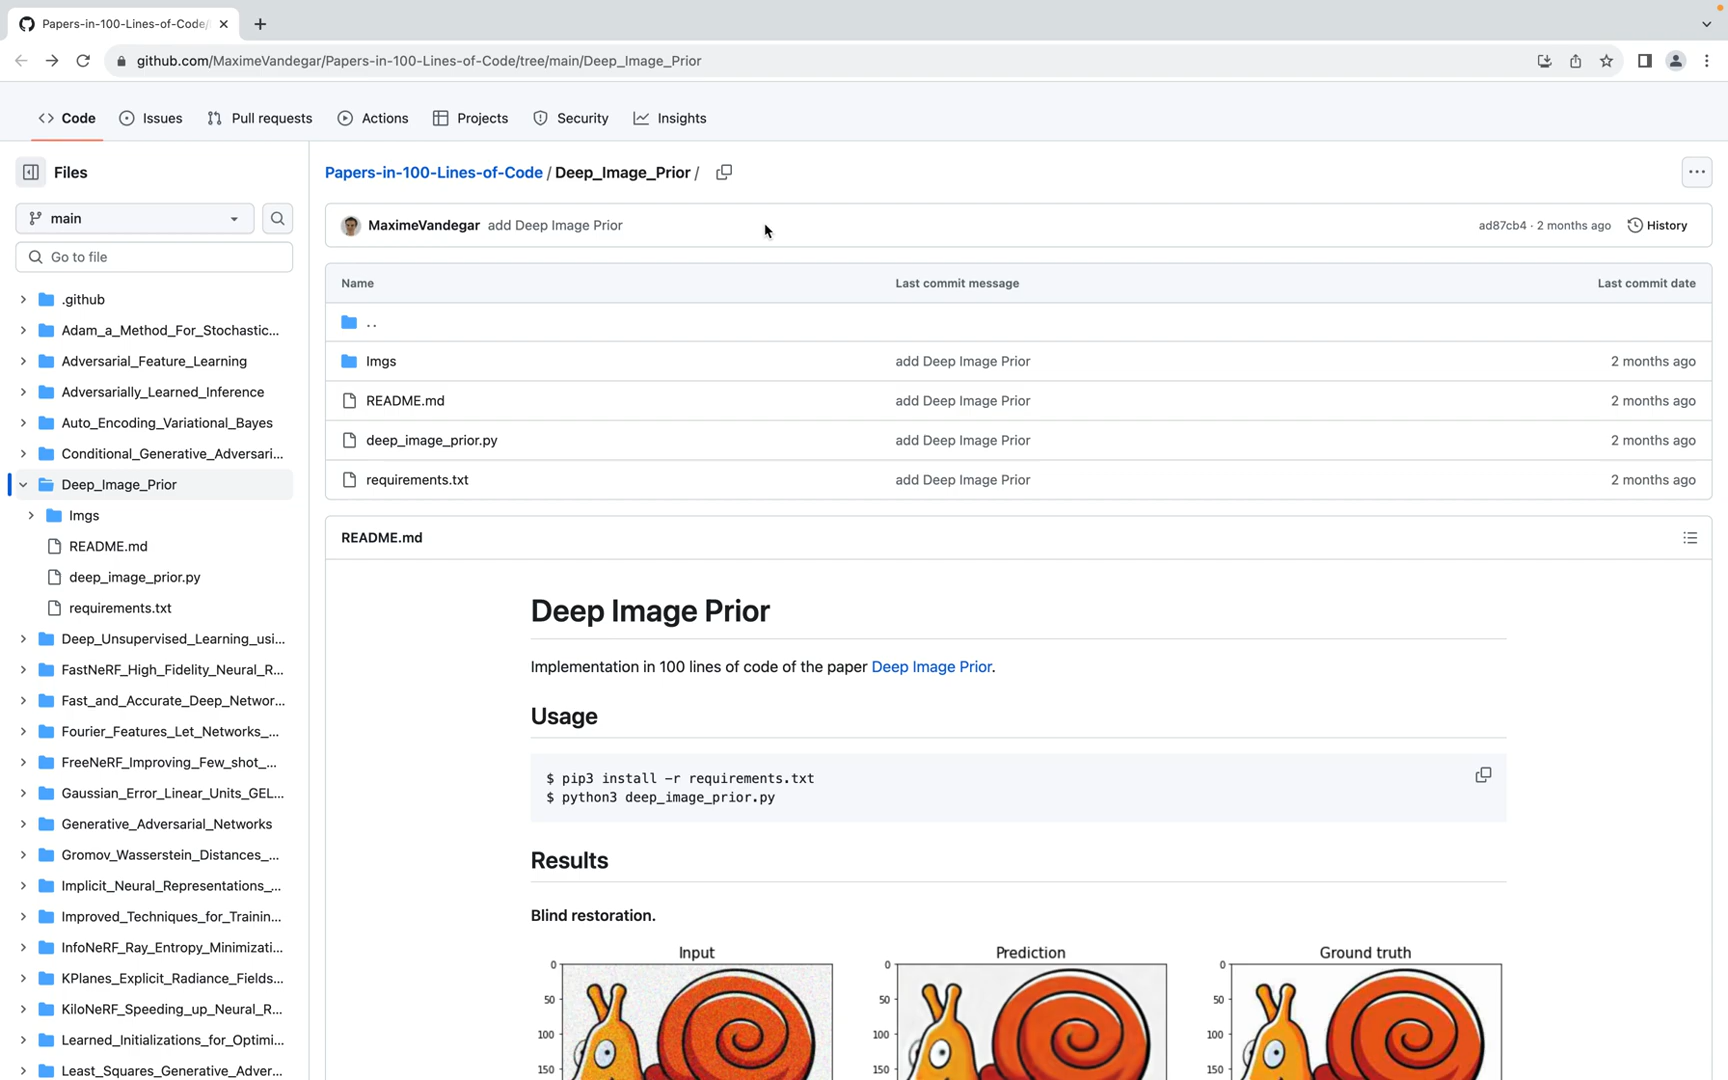 Papers-in-100-Lines-of-Code/
github.com/MaximeVandegar/Papers-in-100-Lines-of-Code/tree/main/Deep_Image_Prior
Code Issues Pull requests Actions Projects Security Insights
Files
main
Go to file
.github
Adam_a_Method_For_Stochastic...
Adversarial_Feature_Learning
Adversarially_Learned_Inference
Auto_Encoding_Variational_Bayes
Conditional_Generative_Adversari...
Deep_Image_Prior
Imgs
README.md
deep_image_prior.py
requirements.txt
Deep_Unsupervised_Learning_usi...
FastNeRF_High_Fidelity_Neural_R...
Fast_and_Accurate_Deep_Networ...
Fourier_Features_Let_Networks_...
FreeNeRF_Improving_Few_shot_...
Gaussian_Error_Linear_Units_GEL...
Generative_Adversarial_Networks
Gromov_Wasserstein_Distances_...
Implicit_Neural_Representations_...
Improved_Techniques_for_Trainin...
InfoNeRF_Ray_Entropy_Minimizati...
KPlanes_Explicit_Radiance_Fields...
KiloNeRF_Speeding_up_Neural_R...
Learned_Initializations_for_Optimi...
Least_Squares_Generative_Adver...
Papers-in-100-Lines-of-Code / Deep_Image_Prior /
MaximeVandegar add Deep Image Prior ad87cb4 · 2 months ago History
Name Last commit message Last commit date
..
Imgs add Deep Image Prior 2 months ago
README.md add Deep Image Prior 2 months ago
deep_image_prior.py add Deep Image Prior 2 months ago
requirements.txt add Deep Image Prior 2 months ago
README.md
Deep Image Prior
Implementation in 100 lines of code of the paper Deep Image Prior.
Usage
$ pip3 install -r requirements.txt
$ python3 deep_image_prior.py
Results
Blind restoration.
Input Prediction Ground truth
0 0 0
50 50 50
100 100 100
150 150 150